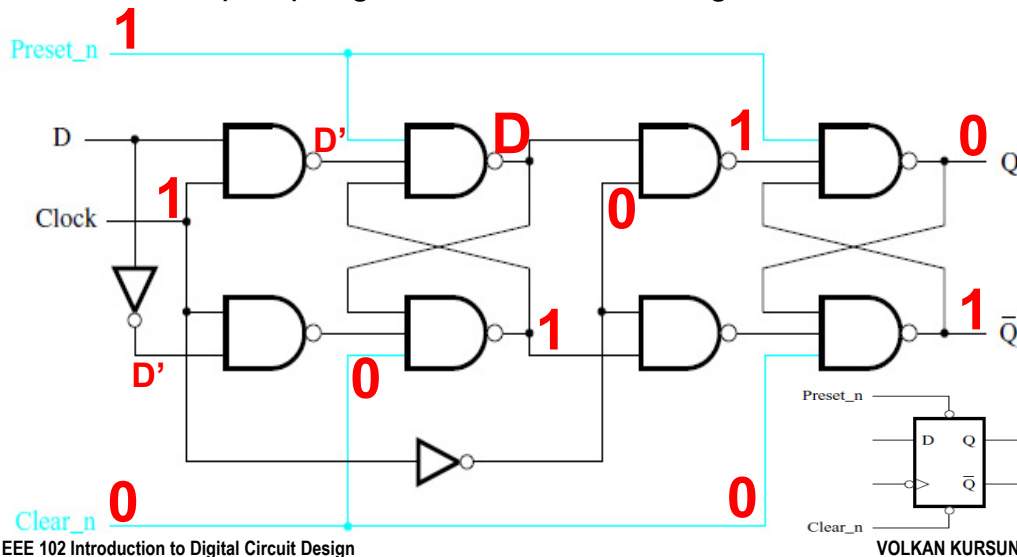 1
Preset_n
D
D'
D
1
0
Q
1
Clock
0
D'
0
1
1
Q̅
Preset_n
D Q
Q̅
Clear_n
0
0
Clear_n
EEE 102 Introduction to Digital Circuit Design
VOLKAN KURSUN